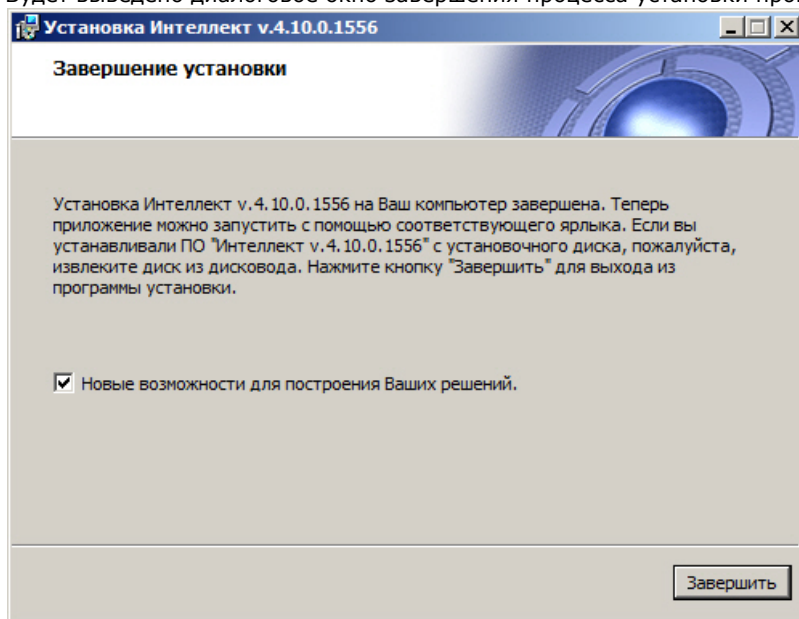 Будет выведено диалоговое окно завершения процесса установки про
Установка Интеллект v.4.10.0.1556
Завершение установки
Установка Интеллект v.4.10.0.1556 на Ваш компьютер завершена. Теперь
приложение можно запустить с помощью соответствующего ярлыка. Если вы
устанавливали ПО "Интеллект v.4.10.0.1556" с установочного диска, пожалуйста,
извлеките диск из дисковода. Нажмите кнопку "Завершить" для выхода из
программы установки.
Новые возможности для построения Ваших решений.
Завершить